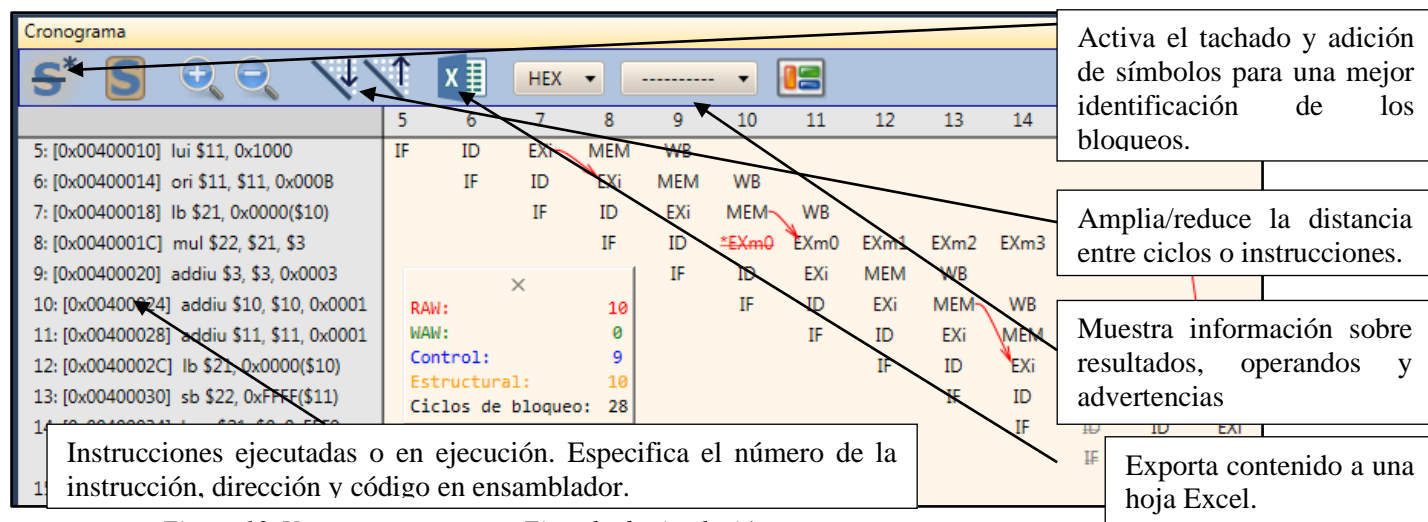 Cronograma
S* S HEX ----------
5 6 7 8 9 10 11 12 13 14
5: [0x00400010] lui $11, 0x1000 IF ID EXi MEM WB
6: [0x00400014] ori $11, $11, 0x000B IF ID EXi MEM WB
7: [0x00400018] lb $21, 0x0000($10) IF ID EXi MEM WB
8: [0x0040001C] mul $22, $21, $3 IF ID *EXm0 EXm0 EXm1 EXm2 EXm3
9: [0x00400020] addiu $3, $3, 0x0003 IF ID EXi MEM WB
10: [0x00400024] addiu $10, $10, 0x0001 IF ID EXi MEM WB
11: [0x00400028] addiu $11, $11, 0x0001 IF ID EXi MEM
12: [0x0040002C] lb $21, 0x0000($10) IF ID EXi
13: [0x00400030] sb $22, 0xFFFF($11) IF ID
IF ID ID EXi
IF
RAW: 10
WAW: 0
Control: 9
Estructural: 10
Ciclos de bloqueo: 28
Activa el tachado y adición
de símbolos para una mejor
identificación de los
bloqueos.
Amplia/reduce la distancia
entre ciclos o instrucciones.
Muestra información sobre
resultados, operandos y
advertencias
Exporta contenido a una
hoja Excel.
Instrucciones ejecutadas o en ejecución. Especifica el número de la
instrucción, dirección y código en ensamblador.